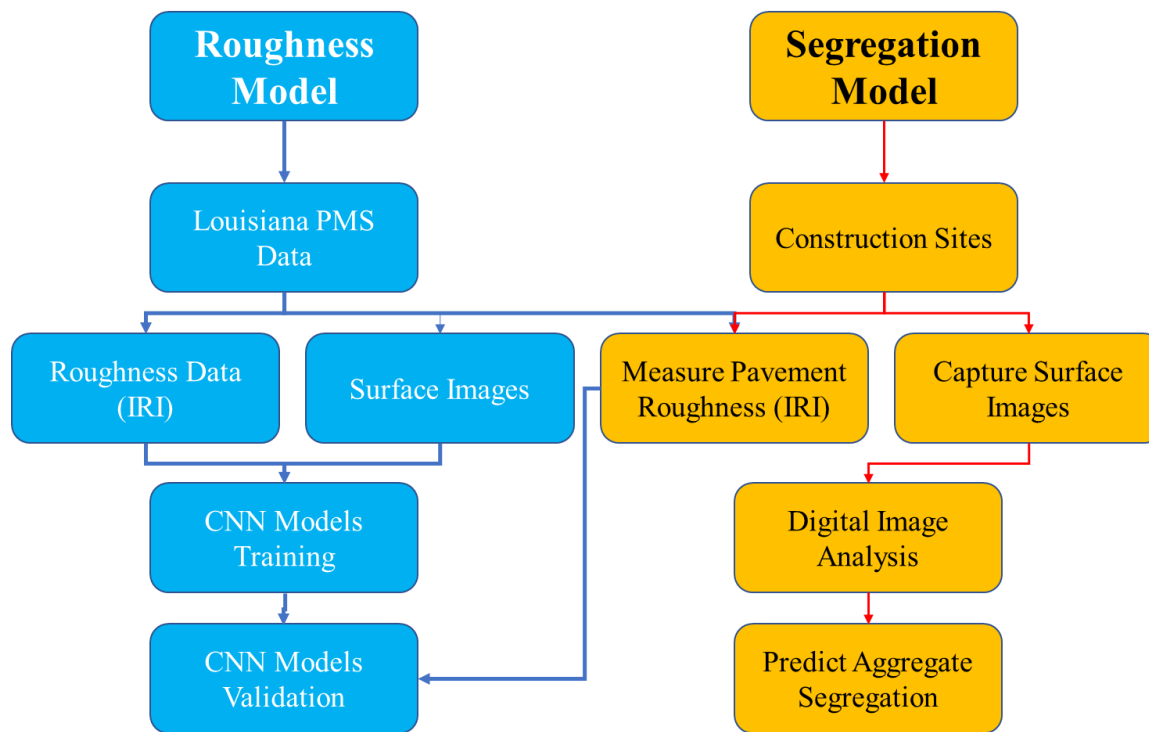 Roughness
Model
Segregation
Model
Louisiana PMS
Data
Construction Sites
Roughness Data
(IRI)
Surface Images
Measure Pavement
Roughness (IRI)
Capture Surface
Images
CNN Models
Training
Digital Image
Analysis
CNN Models
Validation
Predict Aggregate
Segregation